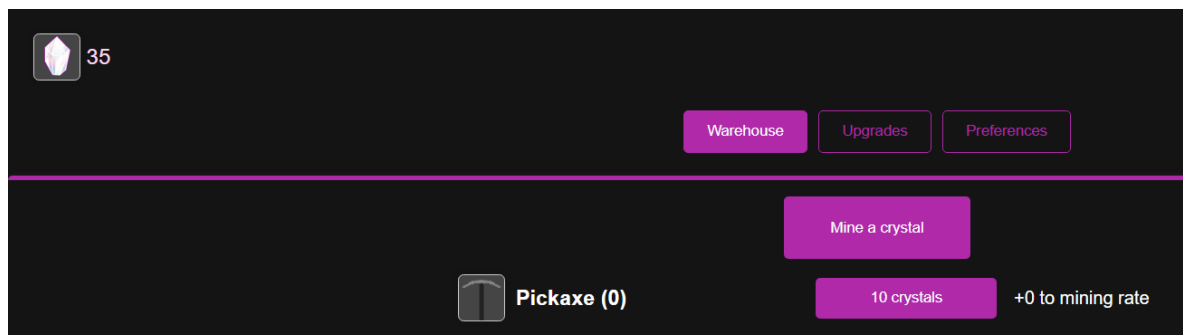 35
Warehouse Upgrades Preferences
Mine a crystal
Pickaxe (0) 10 crystals +0 to mining rate